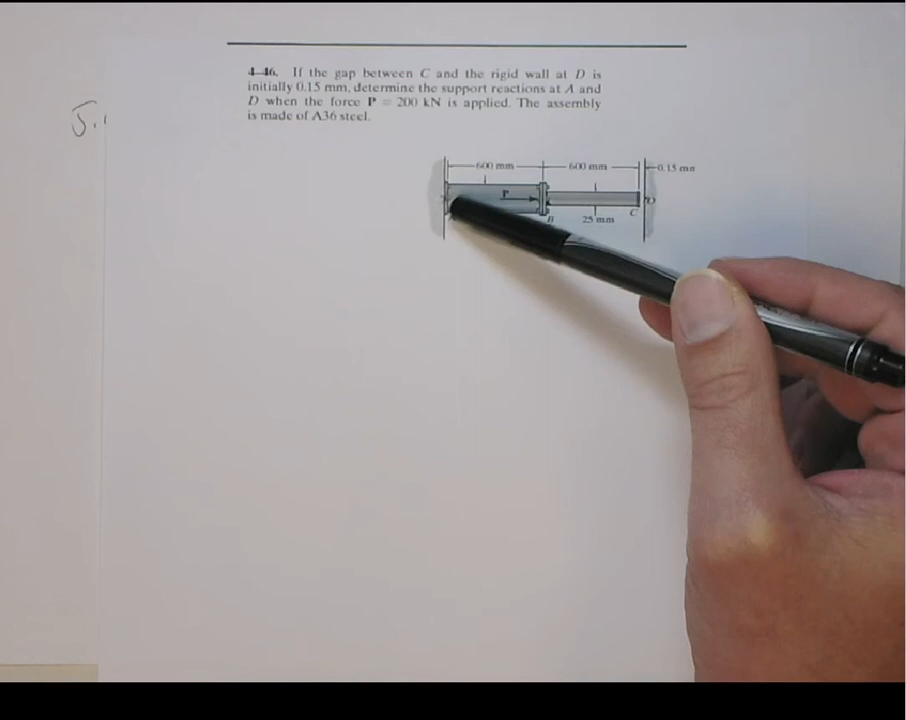 5.
4–46. If the gap between C and the rigid wall at D is
initially 0.15 mm, determine the support reactions at A and
D when the force P = 200 kN is applied. The assembly
is made of A36 steel.
600 mm 600 mm 0.15 mm
P
D
B 25 mm C